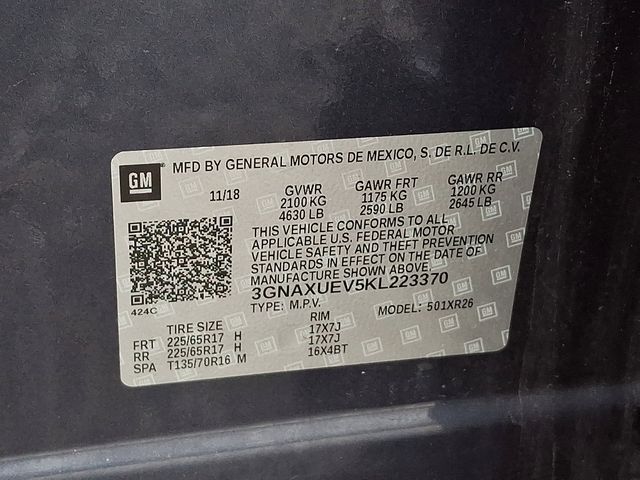 GM
MFD BY GENERAL MOTORS DE MEXICO, S. DE R.L. DE C.V.
11/18
GVWR GAWR FRT GAWR RR
2100 KG 1175 KG 1200 KG
4630 LB 2590 LB 2645 LB
THIS VEHICLE CONFORMS TO ALL
APPLICABLE U.S. FEDERAL MOTOR
VEHICLE SAFETY AND THEFT PREVENTION
STANDARDS IN EFFECT ON THE DATE OF
MANUFACTURE SHOWN ABOVE.
3GNAXUEV5KL223370
TYPE: M.P.V. MODEL: 501XR26
424C
TIRE SIZE RIM
FRT 225/65R17 H 17X7J
RR 225/65R17 H 17X7J
SPA T135/70R16 M 16X4BT